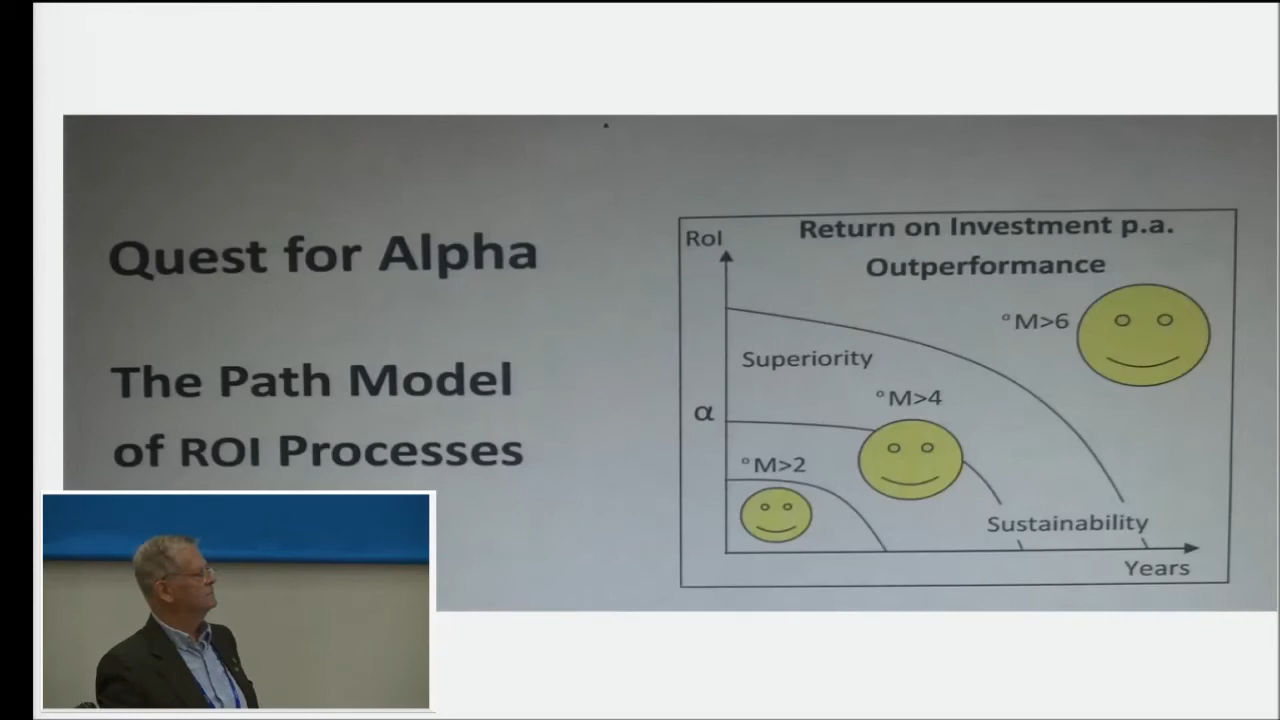 Quest for Alpha
The Path Model
of ROI Processes
RoI
Return on Investment p.a.
Outperformance
°M>6
Superiority
°M>4
α
°M>2
Sustainability
Years